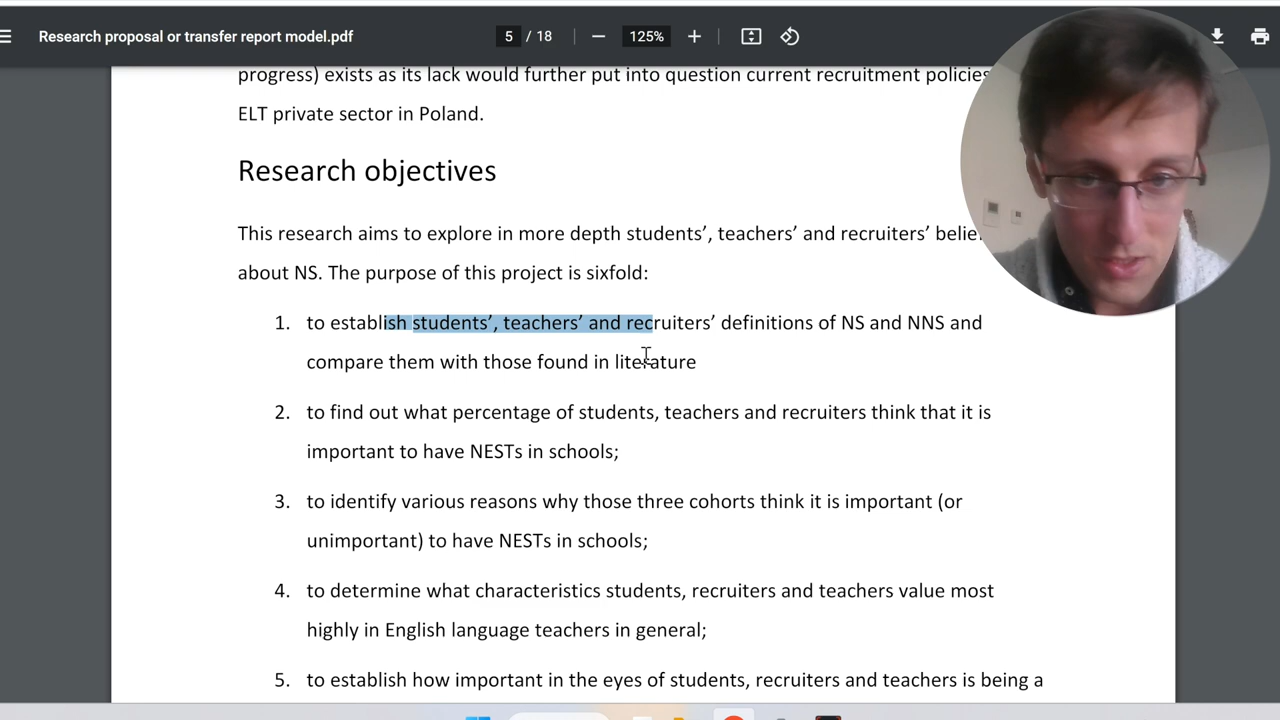 Research proposal or transfer report model.pdf
5 / 18
125%
progress) exists as its lack would further put into question current recruitment policies
ELT private sector in Poland.
Research objectives
This research aims to explore in more depth students’, teachers’ and recruiters’
about NS. The purpose of this project is sixfold:
1. to establish students’, teachers’ and recruiters’ definitions of NS and NNS and
compare them with those found in literature
2. to find out what percentage of students, teachers and recruiters think that it is
important to have NESTs in schools;
3. to identify various reasons why those three cohorts think it is important (or
unimportant) to have NESTs in schools;
4. to determine what characteristics students, recruiters and teachers value most
highly in English language teachers in general;
5. to establish how important in the eyes of students, recruiters and teachers is being a